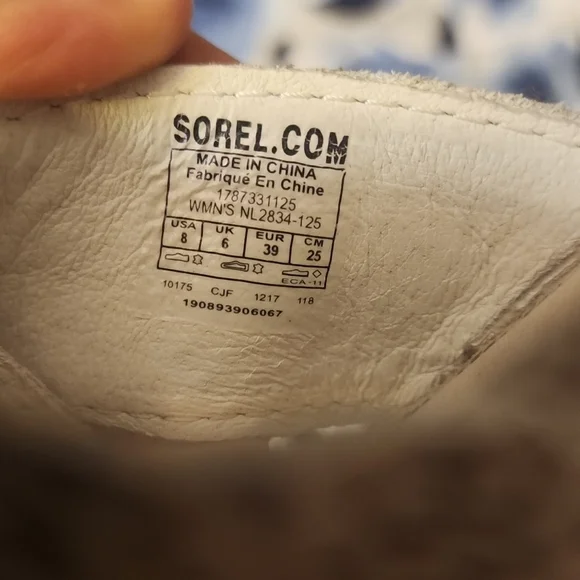 SOREL.COM
MADE IN CHINA
Fabriqué En Chine
1787331125
WMN'S NL2834-125
USA UK EUR CM
8 6 39 25
ECA-11
10175 CJF 1217 118
190893906067